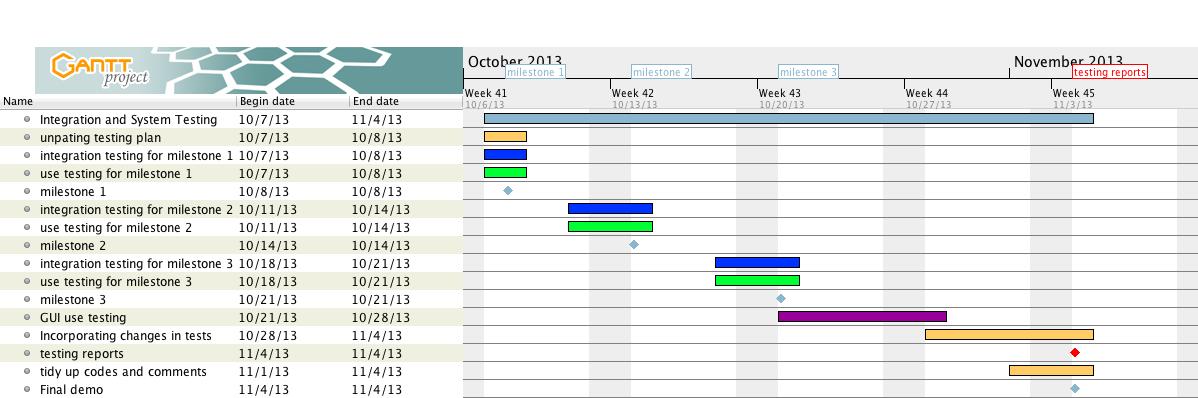 GANTT
project
October 2013 November 2013
milestone 1 milestone 2 milestone 3 testing reports
Week 41 Week 42 Week 43 Week 44 Week 45
Name Begin date End date 10/6/13 10/13/13 10/20/13 10/27/13 11/3/13
Integration and System Testing 10/7/13 11/4/13
unpating testing plan 10/7/13 10/8/13
integration testing for milestone 1 10/7/13 10/8/13
use testing for milestone 1 10/7/13 10/8/13
milestone 1 10/8/13 10/8/13
integration testing for milestone 2 10/11/13 10/14/13
use testing for milestone 2 10/11/13 10/14/13
milestone 2 10/14/13 10/14/13
integration testing for milestone 3 10/18/13 10/21/13
use testing for milestone 3 10/18/13 10/21/13
milestone 3 10/21/13 10/21/13
GUI use testing 10/21/13 10/28/13
Incorporating changes in tests 10/28/13 11/4/13
testing reports 11/4/13 11/4/13
tidy up codes and comments 11/1/13 11/4/13
Final demo 11/4/13 11/4/13